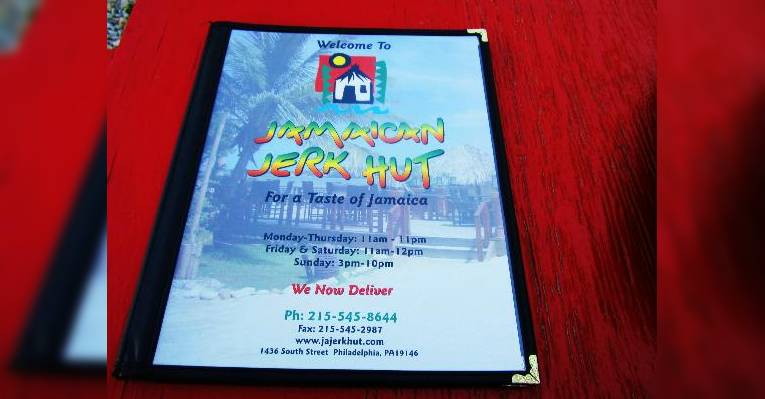 Welcome To
JAMAICAN
JERK HUT
For a Taste of Jamaica
Monday-Thursday: 11am - 11pm
Friday & Saturday: 11am-12pm
Sunday: 3pm-10pm
We Now Deliver
Ph: 215-545-8644
Fax: 215-545-2987
www.jajerkhut.com
1436 South Street Philadelphia, PA19146